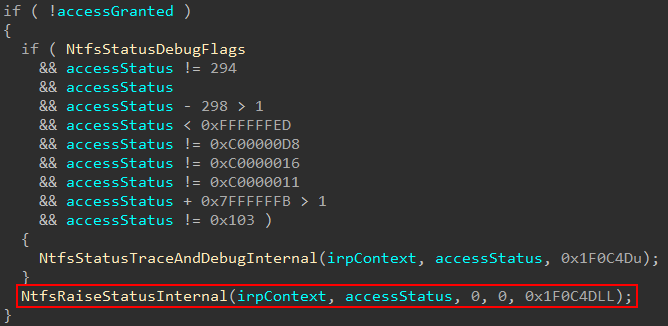 if ( !accessGranted )
{
if ( NtfsStatusDebugFlags
&& accessStatus != 294
&& accessStatus
&& accessStatus - 298 > 1
&& accessStatus < 0xFFFFFFED
&& accessStatus != 0xC00000D8
&& accessStatus != 0xC0000016
&& accessStatus != 0xC0000011
&& accessStatus + 0x7FFFFFFB > 1
&& accessStatus != 0x103 )
{
NtfsStatusTraceAndDebugInternal(irpContext, accessStatus, 0x1F0C4Du);
}
NtfsRaiseStatusInternal(irpContext, accessStatus, 0, 0, 0x1F0C4DLL);
}